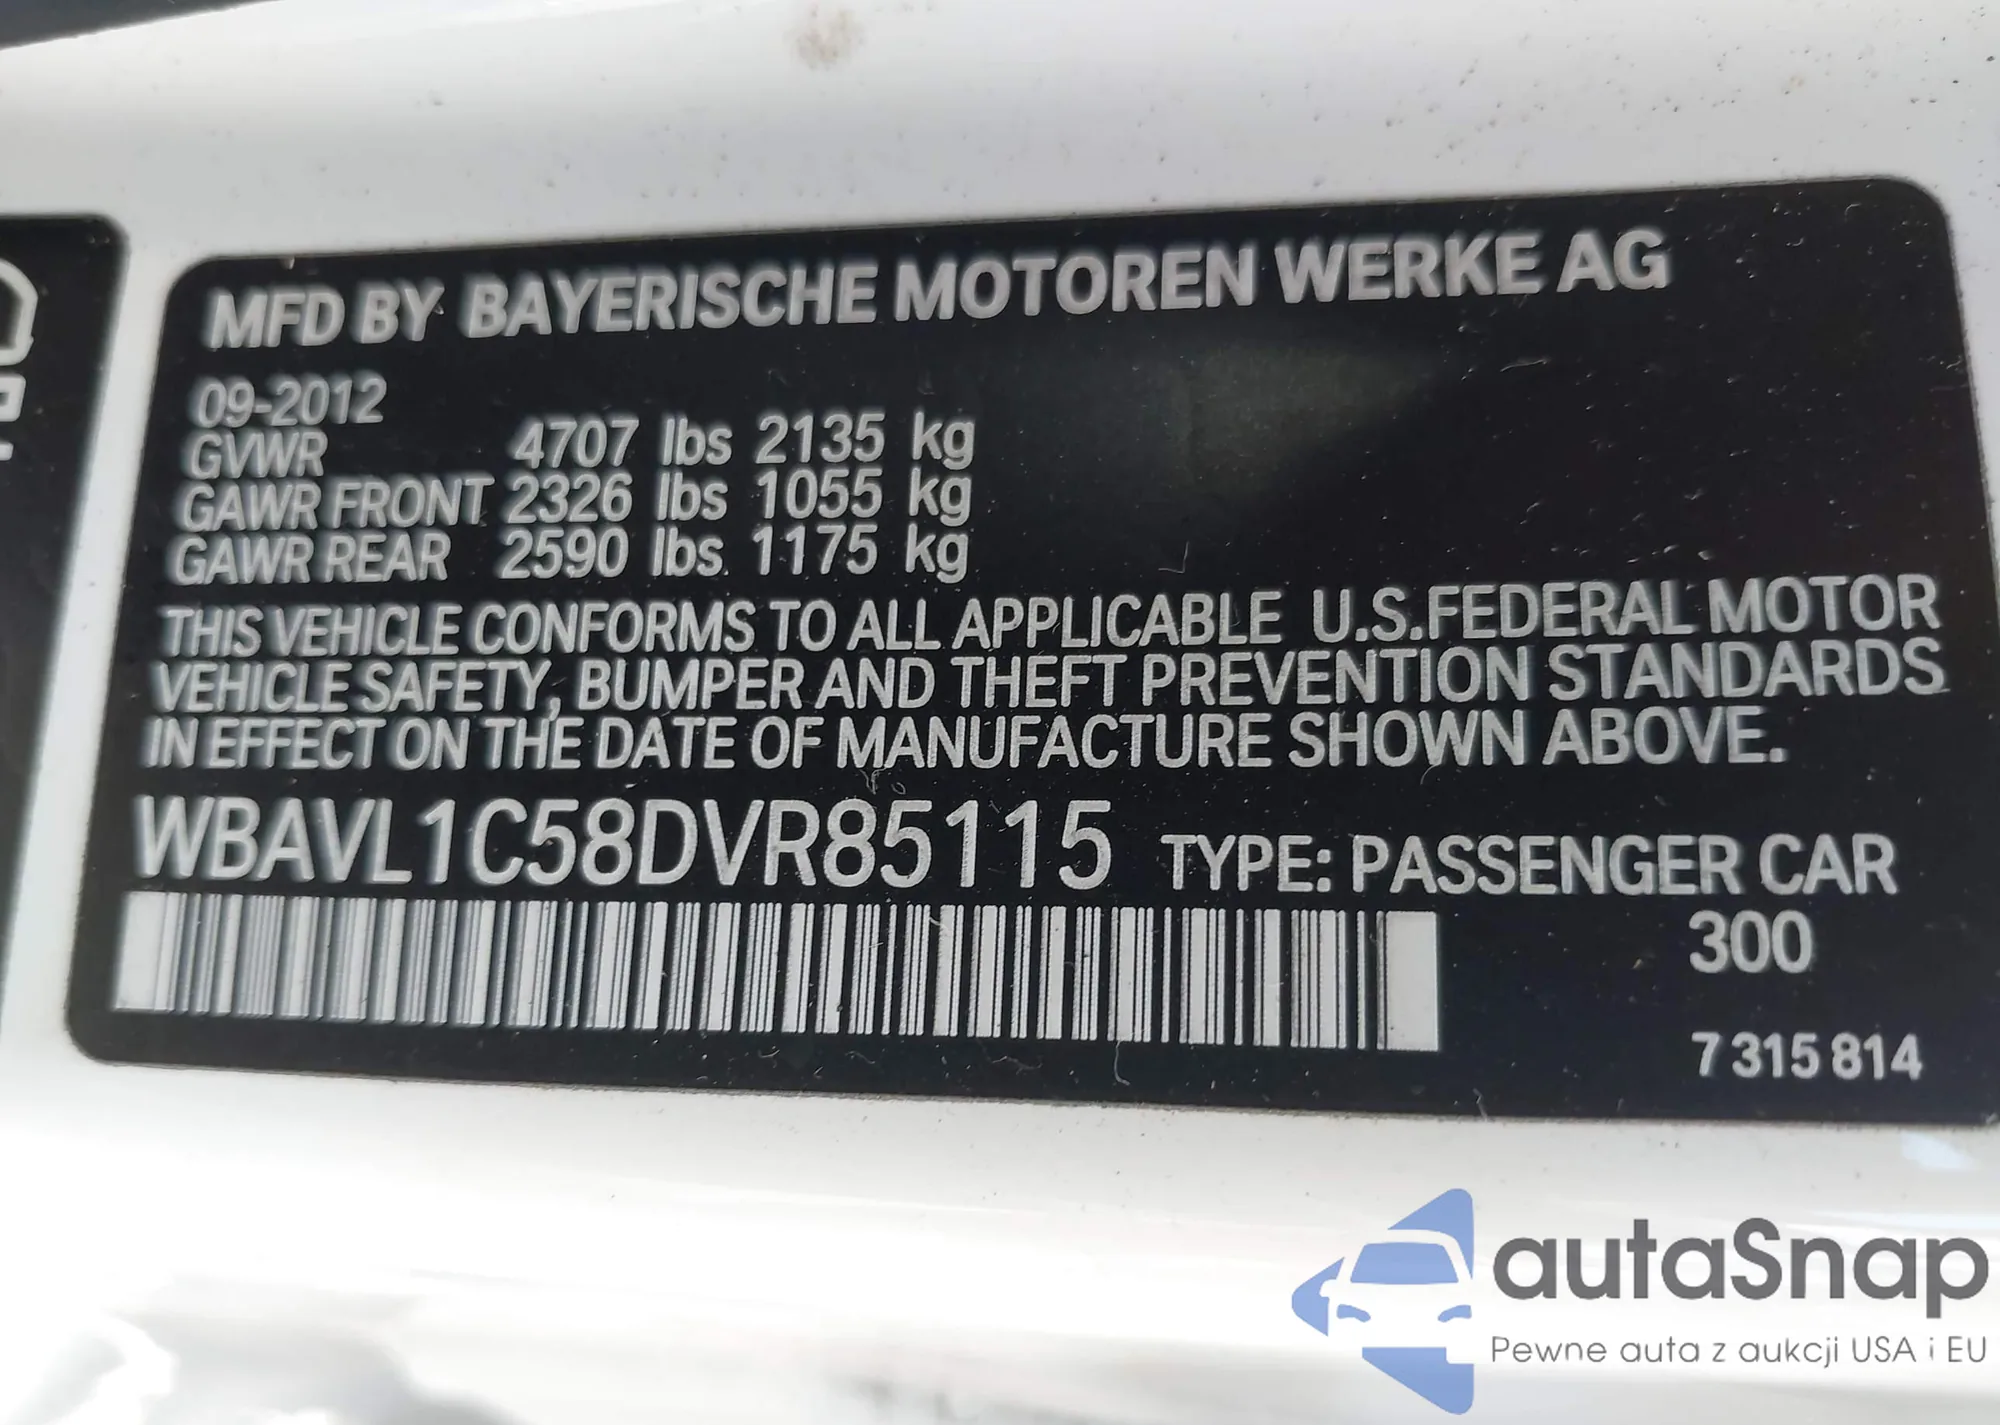 MFD BY BAYERISCHE MOTOREN WERKE AG
09-2012
GVWR 4707 lbs 2135 kg
GAWR FRONT 2326 lbs 1055 kg
GAWR REAR 2590 lbs 1175 kg
THIS VEHICLE CONFORMS TO ALL APPLICABLE U.S.FEDERAL MOTOR
VEHICLE SAFETY, BUMPER AND THEFT PREVENTION STANDARDS
IN EFFECT ON THE DATE OF MANUFACTURE SHOWN ABOVE.
WBAVL1C58DVR85115 TYPE: PASSENGER CAR
300
7 315 814
autaSnap
Pewne auta z aukcji USA i EU